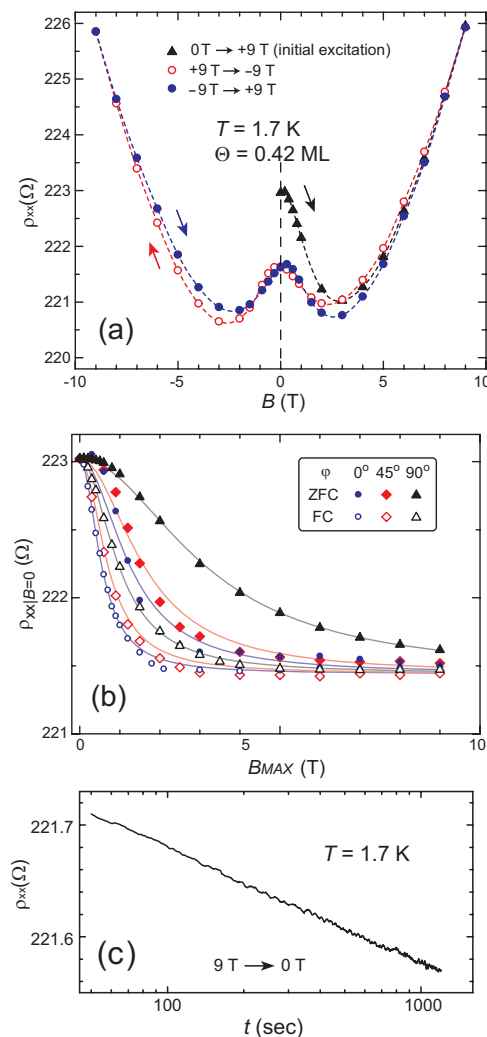 226
225
224
223
222
221
220
ρxx(Ω)
0 T → +9 T (initial excitation)
+9 T → –9 T
–9 T → +9 T
T = 1.7 K
Θ = 0.42 ML
(a)
-10 -5 0 5 10
B (T)
223
222
221
ρxx|B=0 (Ω)
φ 0° 45° 90°
ZFC
FC
(b)
0 5 10
BMAX (T)
221.7
221.6
ρxx(Ω)
T = 1.7 K
(c)
9 T → 0 T
100 1000
t (sec)